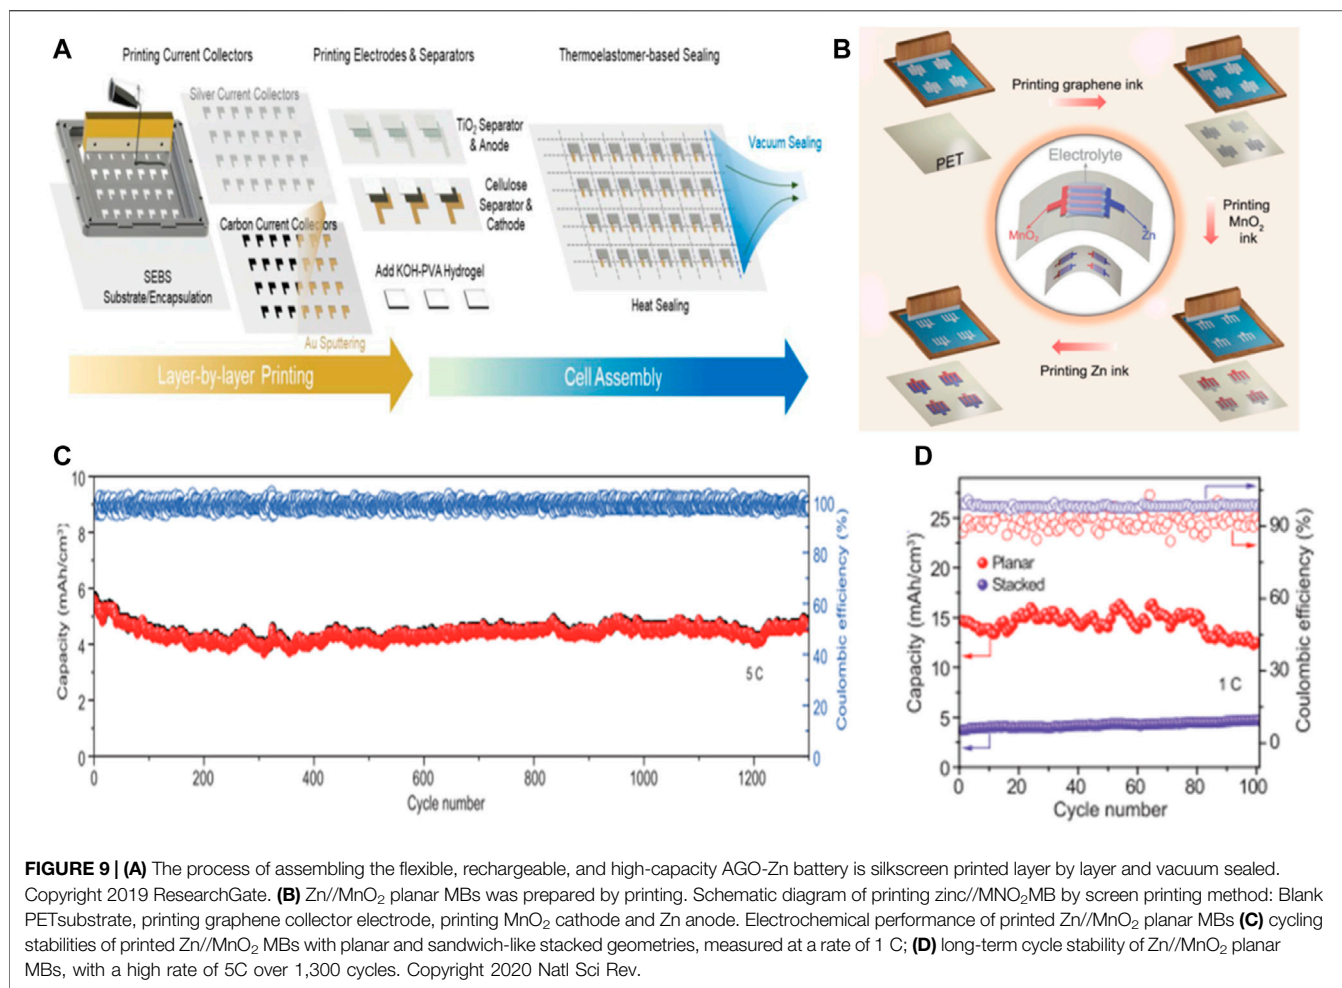 A
Printing Current Collectors
Printing Electrodes & Separators
Thermoelastomer-based Sealing
Silver Current Collectors
TiO₂ Separator
& Anode
Vacuum Sealing
Cellulose
Separator &
Cathode
Carbon Current Collectors
SEBS
Substrate/Encapsulation
Add KOH-PVA Hydrogel
Heat Sealing
Au Sputtering
Layer-by-layer Printing
Cell Assembly
B
Printing graphene ink
PET
Electrolyte
MnO₂
Zn
Printing
MnO₂
ink
Printing Zn ink
C
10
8
6
4
2
0
Capacity (mAh/cm³)
100
80
60
40
20
0
Coulombic efficiency (%)
5 C
0 200 400 600 800 1000 1200
Cycle number
D
25
20
15
10
5
0
Capacity (mAh/cm³)
Planar
Stacked
90
60
30
0
Coulombic efficiency (%)
1 C
0 20 40 60 80 100
Cycle number
FIGURE 9 | (A) The process of assembling the flexible, rechargeable, and high-capacity AGO-Zn battery is silkscreen printed layer by layer and vacuum sealed.
Copyright 2019 ResearchGate. (B) Zn//MnO₂ planar MBs was prepared by printing. Schematic diagram of printing zinc//MNO₂MB by screen printing method: Blank
PETsubstrate, printing graphene collector electrode, printing MnO₂ cathode and Zn anode. Electrochemical performance of printed Zn//MnO₂ planar MBs (C) cycling
stabilities of printed Zn//MnO₂ MBs with planar and sandwich-like stacked geometries, measured at a rate of 1 C; (D) long-term cycle stability of Zn//MnO₂ planar
MBs, with a high rate of 5C over 1,300 cycles. Copyright 2020 Natl Sci Rev.